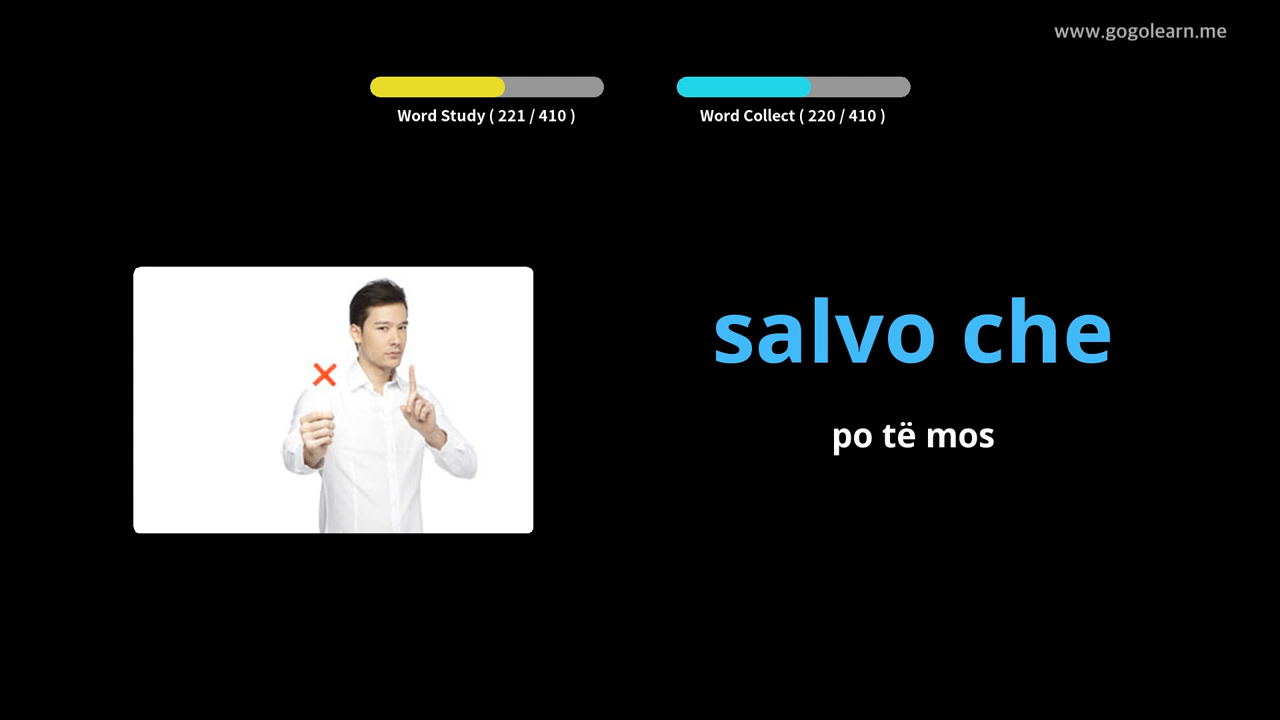 www.gogolearn.me
Word Study ( 221 / 410 )
Word Collect ( 220 / 410 )
salvo che
po të mos